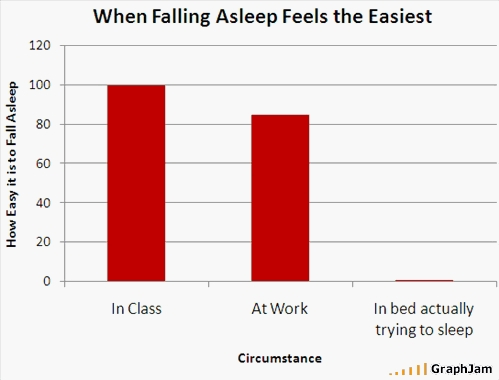 When Falling Asleep Feels the Easiest
120
100
80
60
40
20
0
How Easy it is to Fall Asleep
In Class
At Work
In bed actually
trying to sleep
Circumstance
GraphJam